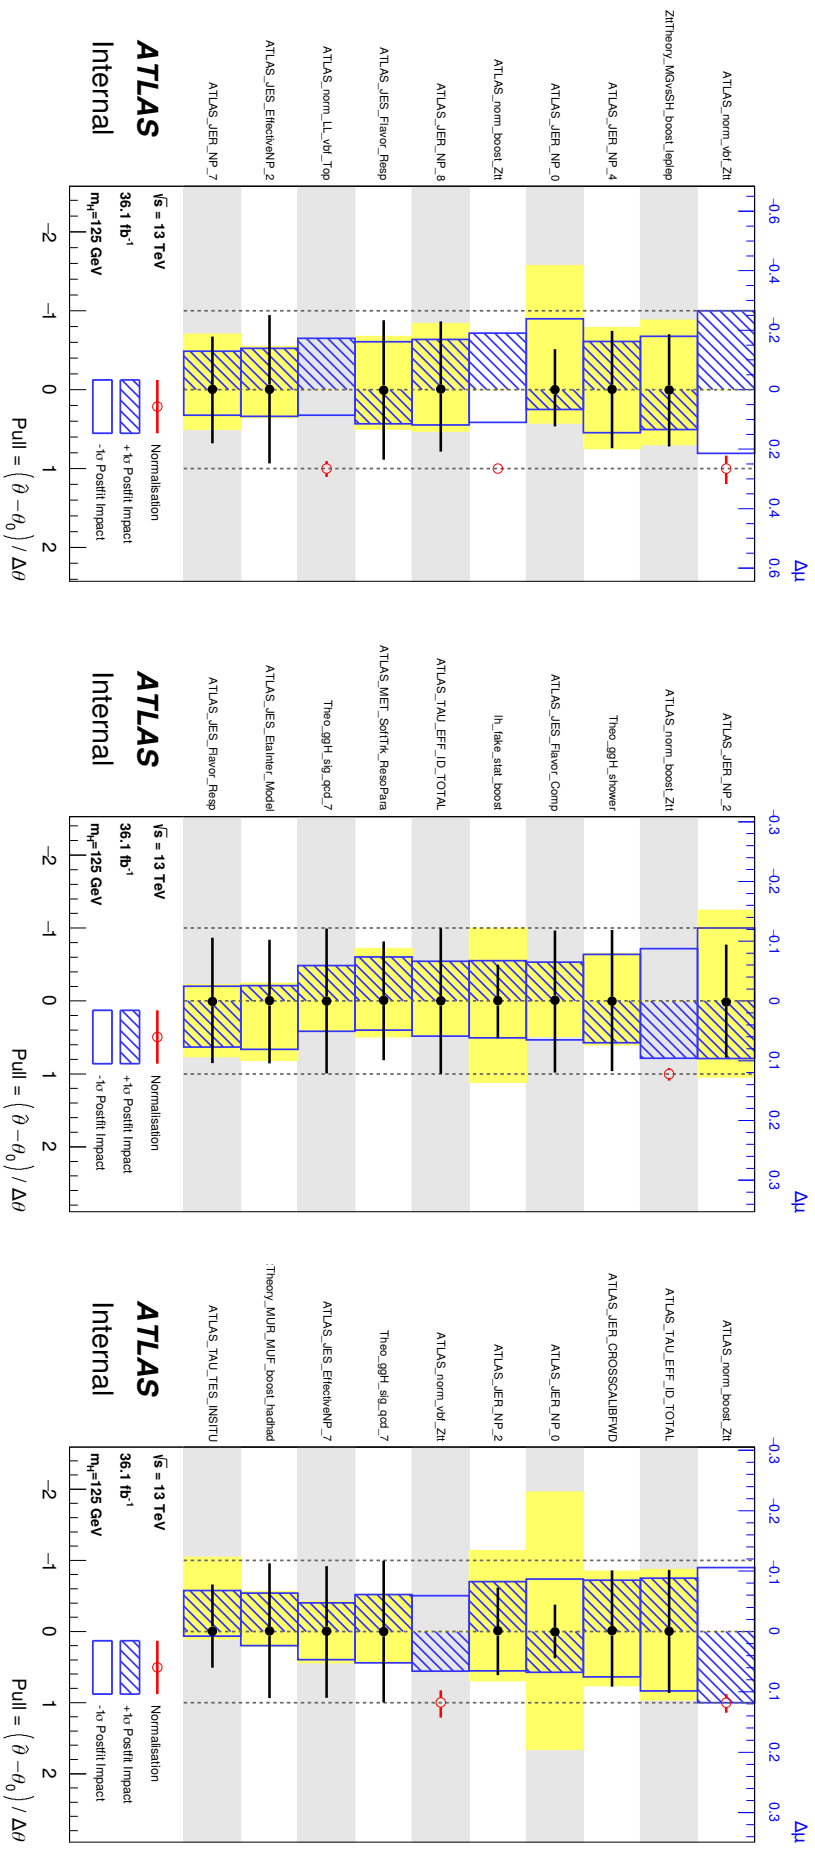 Δμ
−0.6 −0.4 −0.2 0 0.2 0.4 0.6
ATLAS_norm_vbf_Ztt
ZttTheory_MGvsSH_boost_leplep
ATLAS_JER_NP_4
ATLAS_JER_NP_0
ATLAS_norm_boost_Ztt
ATLAS_JER_NP_8
ATLAS_JES_Flavor_Resp
ATLAS_norm_LL_vbf_Top
ATLAS_JES_EffectiveNP_2
ATLAS_JER_NP_7
ATLAS
Internal
√s = 13 TeV
36.1 fb⁻¹
m_H=125 GeV
Normalisation
+1σ Postfit Impact
-1σ Postfit Impact
−2 −1 0 1 2
Pull = (θ̂ − θ₀) / Δθ
Δμ
−0.3 −0.2 −0.1 0 0.1 0.2 0.3
ATLAS_JER_NP_2
ATLAS_norm_boost_Ztt
Theo_ggH_shower
ATLAS_JES_Flavor_Comp
lh_fake_stat_boost
ATLAS_TAU_EFF_ID_TOTAL
ATLAS_MET_SoftTrk_ResoPara
Theo_ggH_sig_qcd_7
ATLAS_JES_EtaInter_Model
ATLAS_JES_Flavor_Resp
ATLAS
Internal
√s = 13 TeV
36.1 fb⁻¹
m_H=125 GeV
Normalisation
+1σ Postfit Impact
-1σ Postfit Impact
−2 −1 0 1 2
Pull = (θ̂ − θ₀) / Δθ
Δμ
−0.3 −0.2 −0.1 0 0.1 0.2 0.3
ATLAS_norm_boost_Ztt
ATLAS_TAU_EFF_ID_TOTAL
ATLAS_JER_CROSSCALIBFWD
ATLAS_JER_NP_0
ATLAS_JER_NP_2
ATLAS_norm_vbf_Ztt
Theo_ggH_sig_qcd_7
ATLAS_JES_EffectiveNP_7
:Theory_MUR_MUF_boost_hadhad
ATLAS_TAU_TES_INSITU
ATLAS
Internal
√s = 13 TeV
36.1 fb⁻¹
m_H=125 GeV
Normalisation
+1σ Postfit Impact
-1σ Postfit Impact
−2 −1 0 1 2
Pull = (θ̂ − θ₀) / Δθ